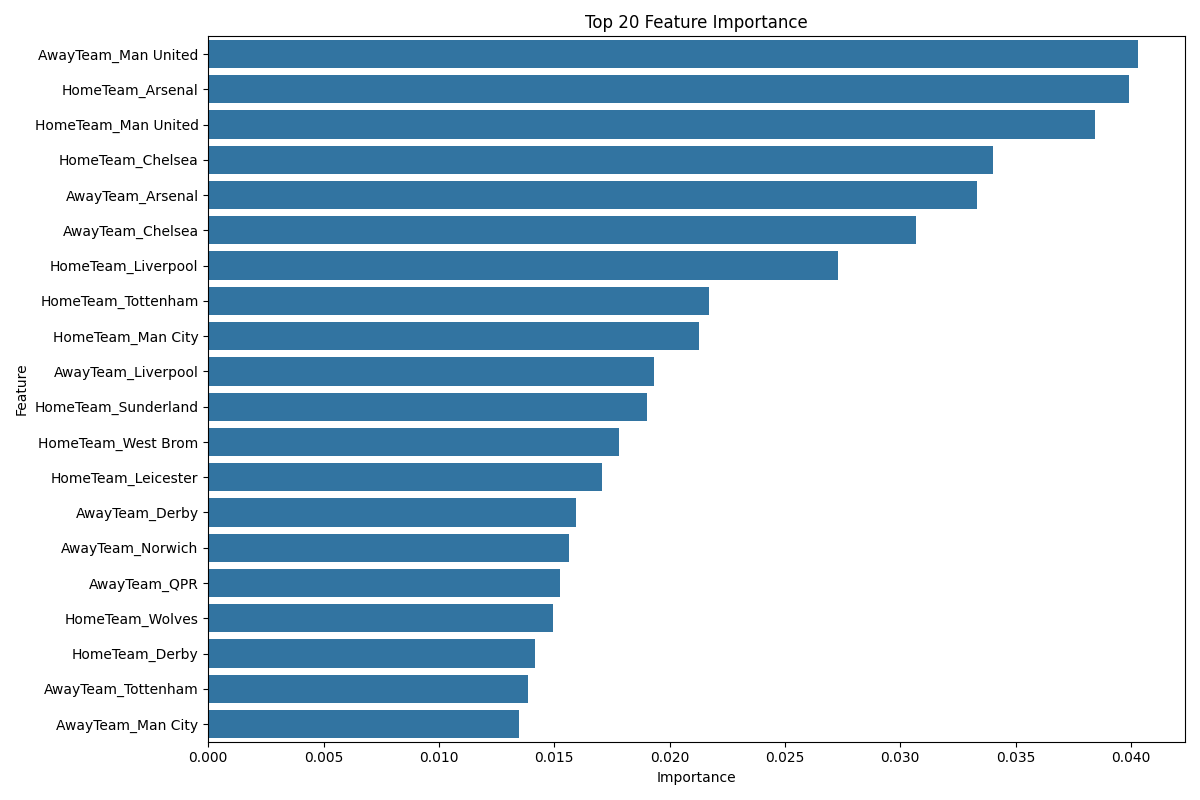 Top 20 Feature Importance
Feature
AwayTeam_Man United
HomeTeam_Arsenal
HomeTeam_Man United
HomeTeam_Chelsea
AwayTeam_Arsenal
AwayTeam_Chelsea
HomeTeam_Liverpool
HomeTeam_Tottenham
HomeTeam_Man City
AwayTeam_Liverpool
HomeTeam_Sunderland
HomeTeam_West Brom
HomeTeam_Leicester
AwayTeam_Derby
AwayTeam_Norwich
AwayTeam_QPR
HomeTeam_Wolves
HomeTeam_Derby
AwayTeam_Tottenham
AwayTeam_Man City
0.000 0.005 0.010 0.015 0.020 0.025 0.030 0.035 0.040
Importance